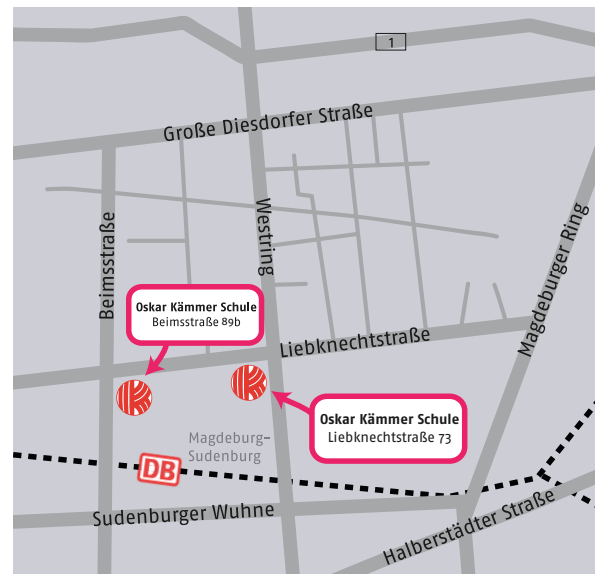 1
Große Diesdorfer Straße
Westring
Beimsstraße
Magdeburger Ring
Oskar Kämmer Schule
Beimsstraße 89b
Liebknechtstraße
Oskar Kämmer Schule
Liebknechtstraße 73
Magdeburg–
Sudenburg
DB
Sudenburger Wuhne
Halberstädter Straße